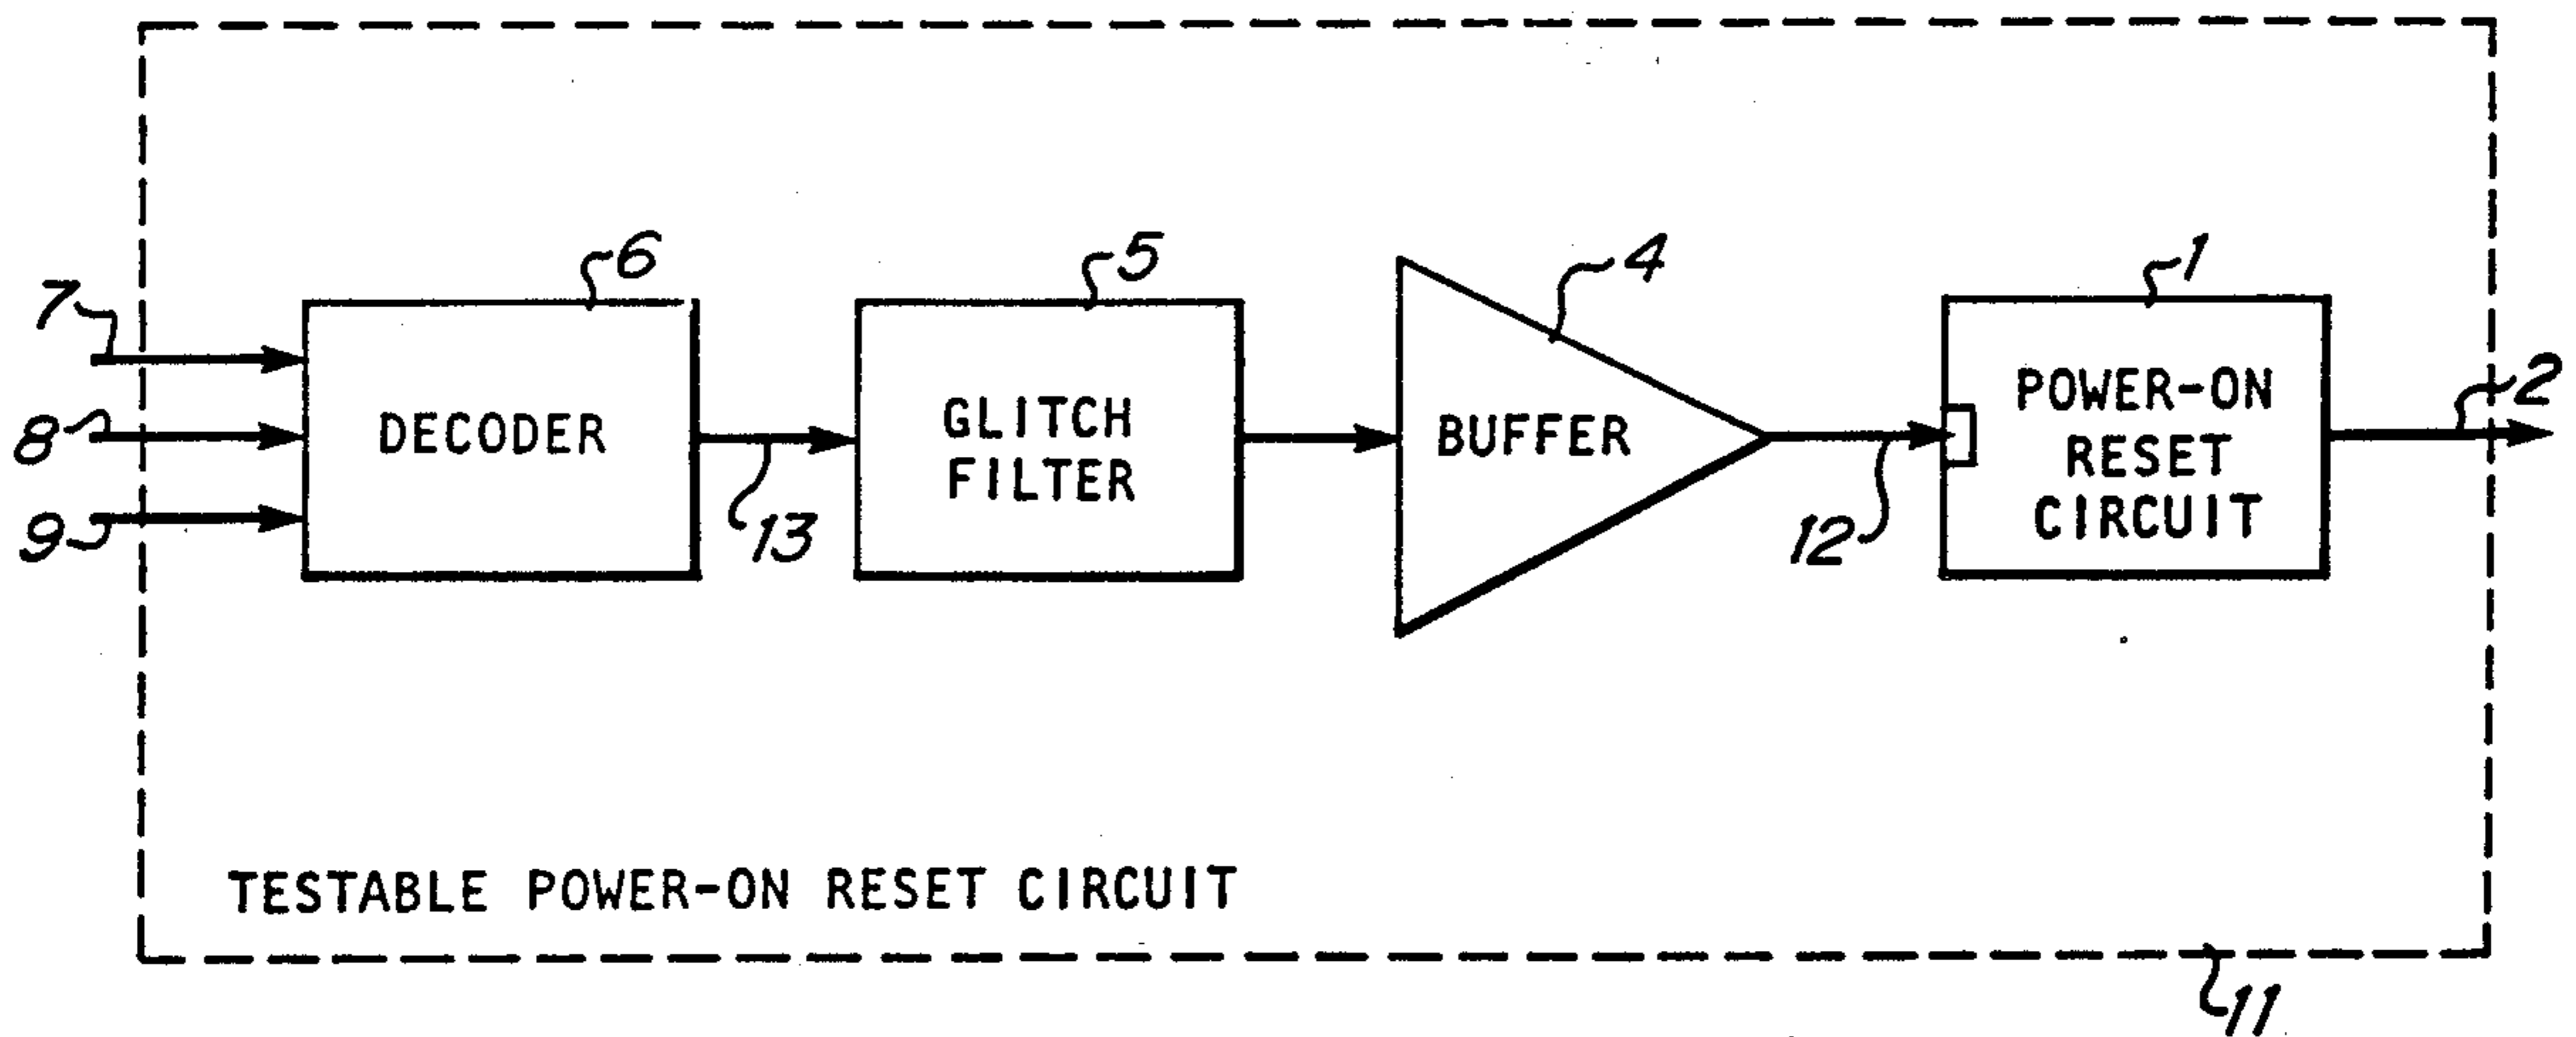 6
5
4
1
7
2
8
9
DECODER
GLITCH
FILTER
BUFFER
POWER-ON
RESET
CIRCUIT
13
12
TESTABLE POWER-ON RESET CIRCUIT
11